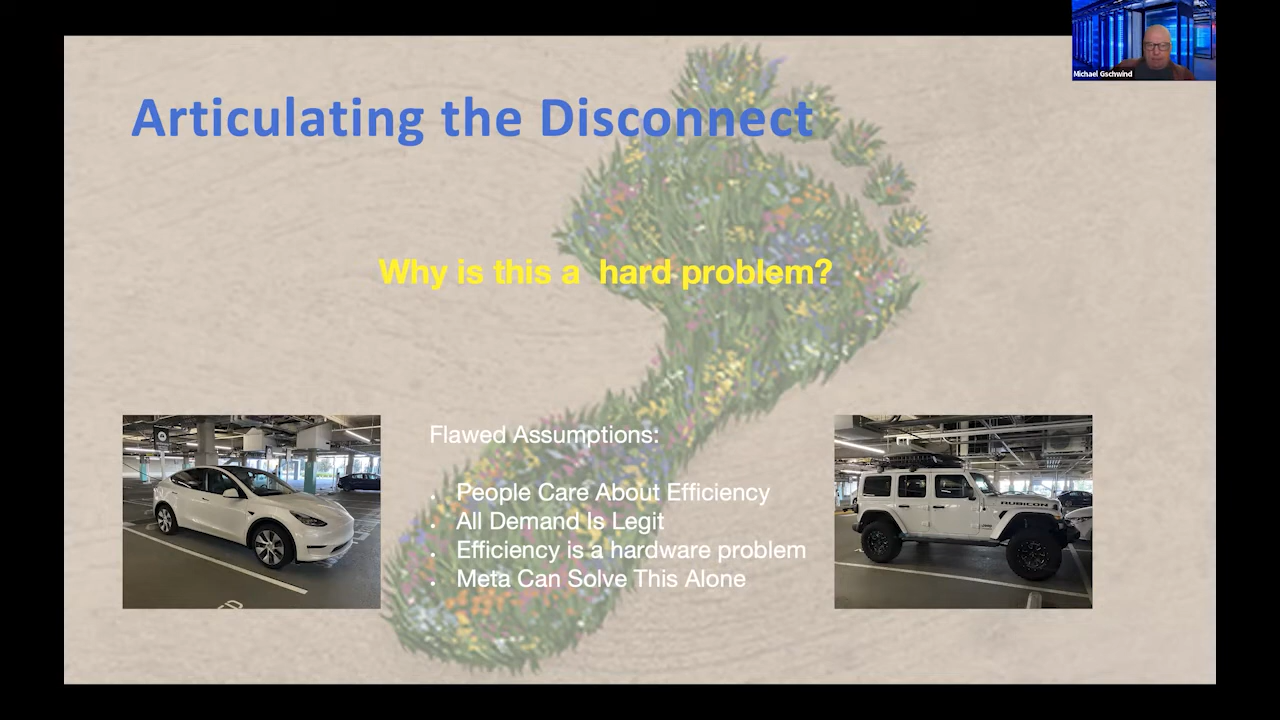 Michael Gschwind
Articulating the Disconnect
Why is this a  hard problem?
Flawed Assumptions:
• People Care About Efficiency
• All Demand Is Legit
• Efficiency is a hardware problem
• Meta Can Solve This Alone
RUBICON